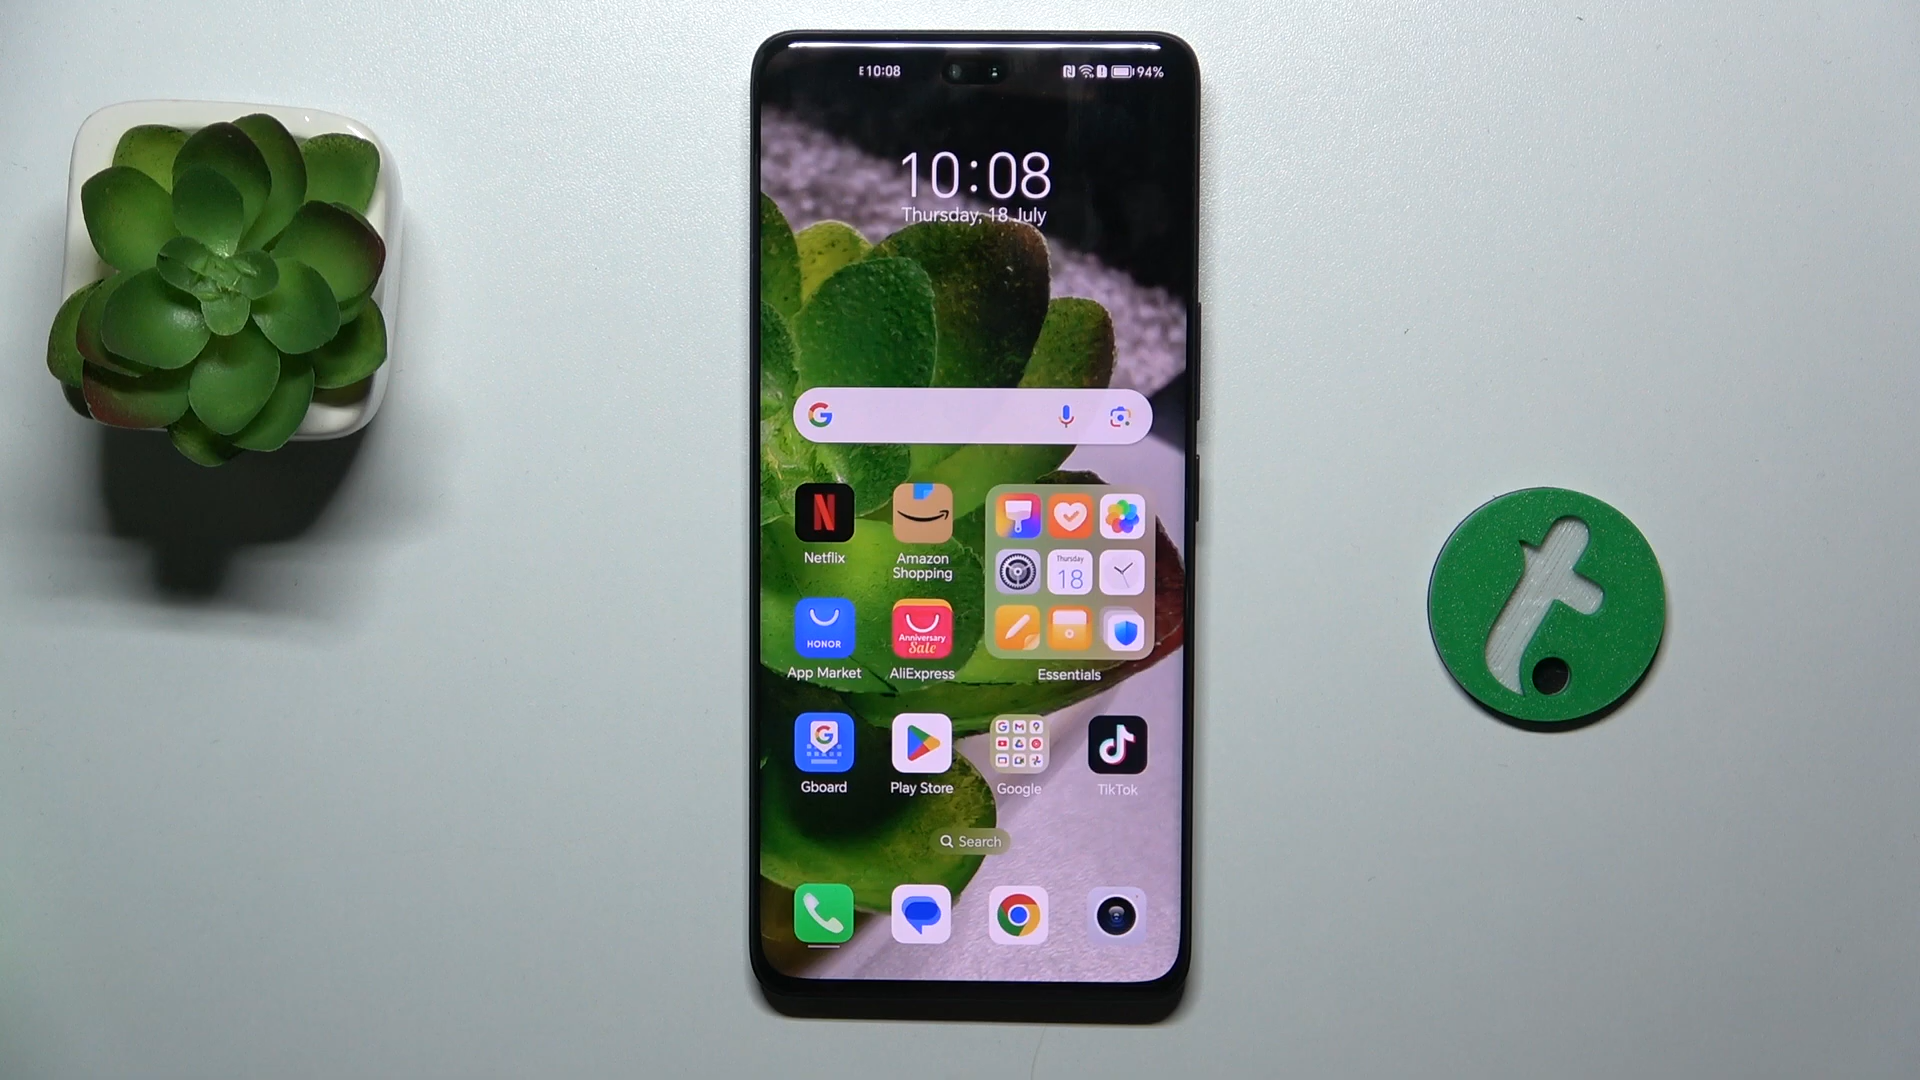 E10:08
94%
10:08
Thursday, 18 July
Netflix
Amazon
Shopping
Thursday
18
HONOR
App Market
Anniversary
Sale
AliExpress
Essentials
Gboard
Play Store
Google
TikTok
Search